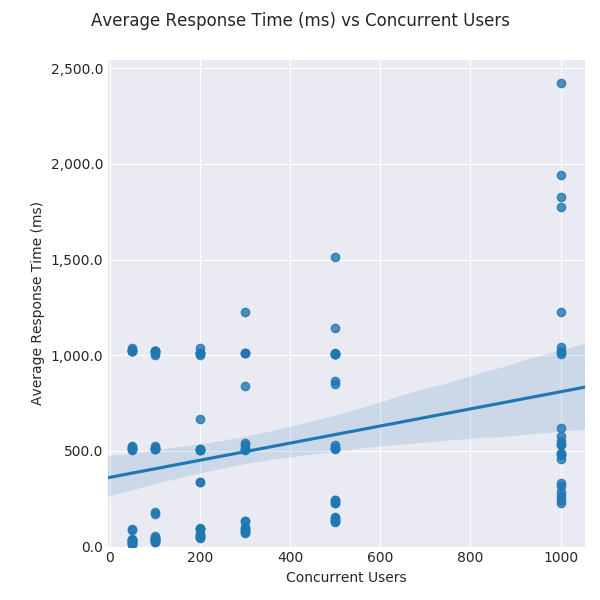 Average Response Time (ms) vs Concurrent Users
2,500.0
2,000.0
1,500.0
1,000.0
500.0
0.0
Average Response Time (ms)
0 200 400 600 800 1000
Concurrent Users